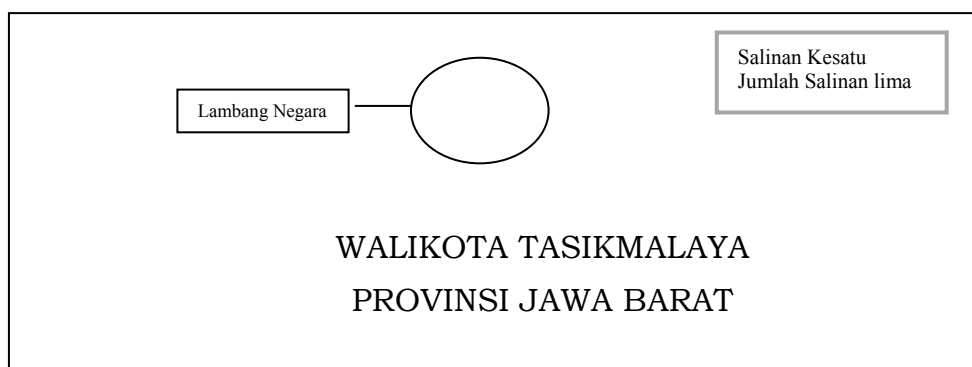 Salinan Kesatu
Jumlah Salinan lima
Lambang Negara
WALIKOTA TASIKMALAYA
PROVINSI JAWA BARAT